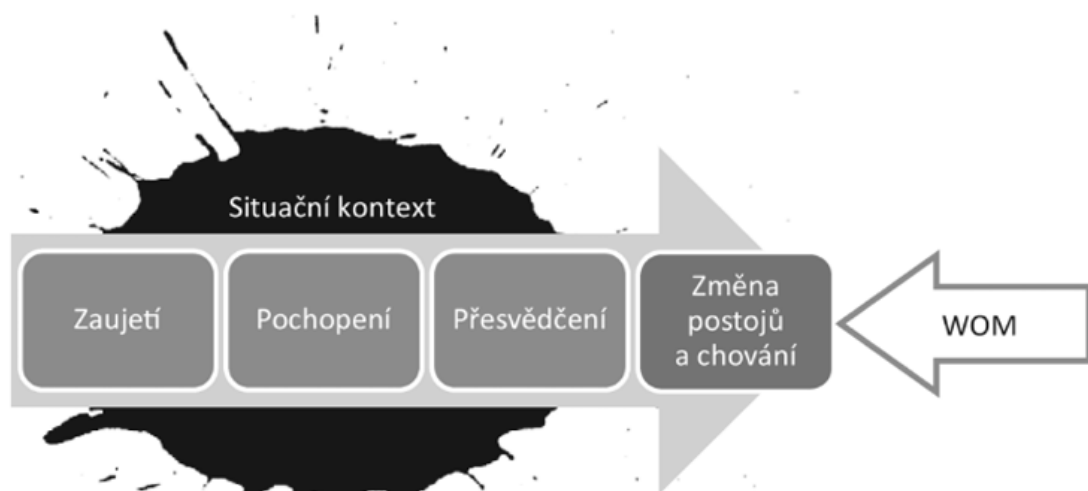 Situační kontext
Zaujetí
Pochopení
Přesvědčení
Změna
postojů
a chování
WOM